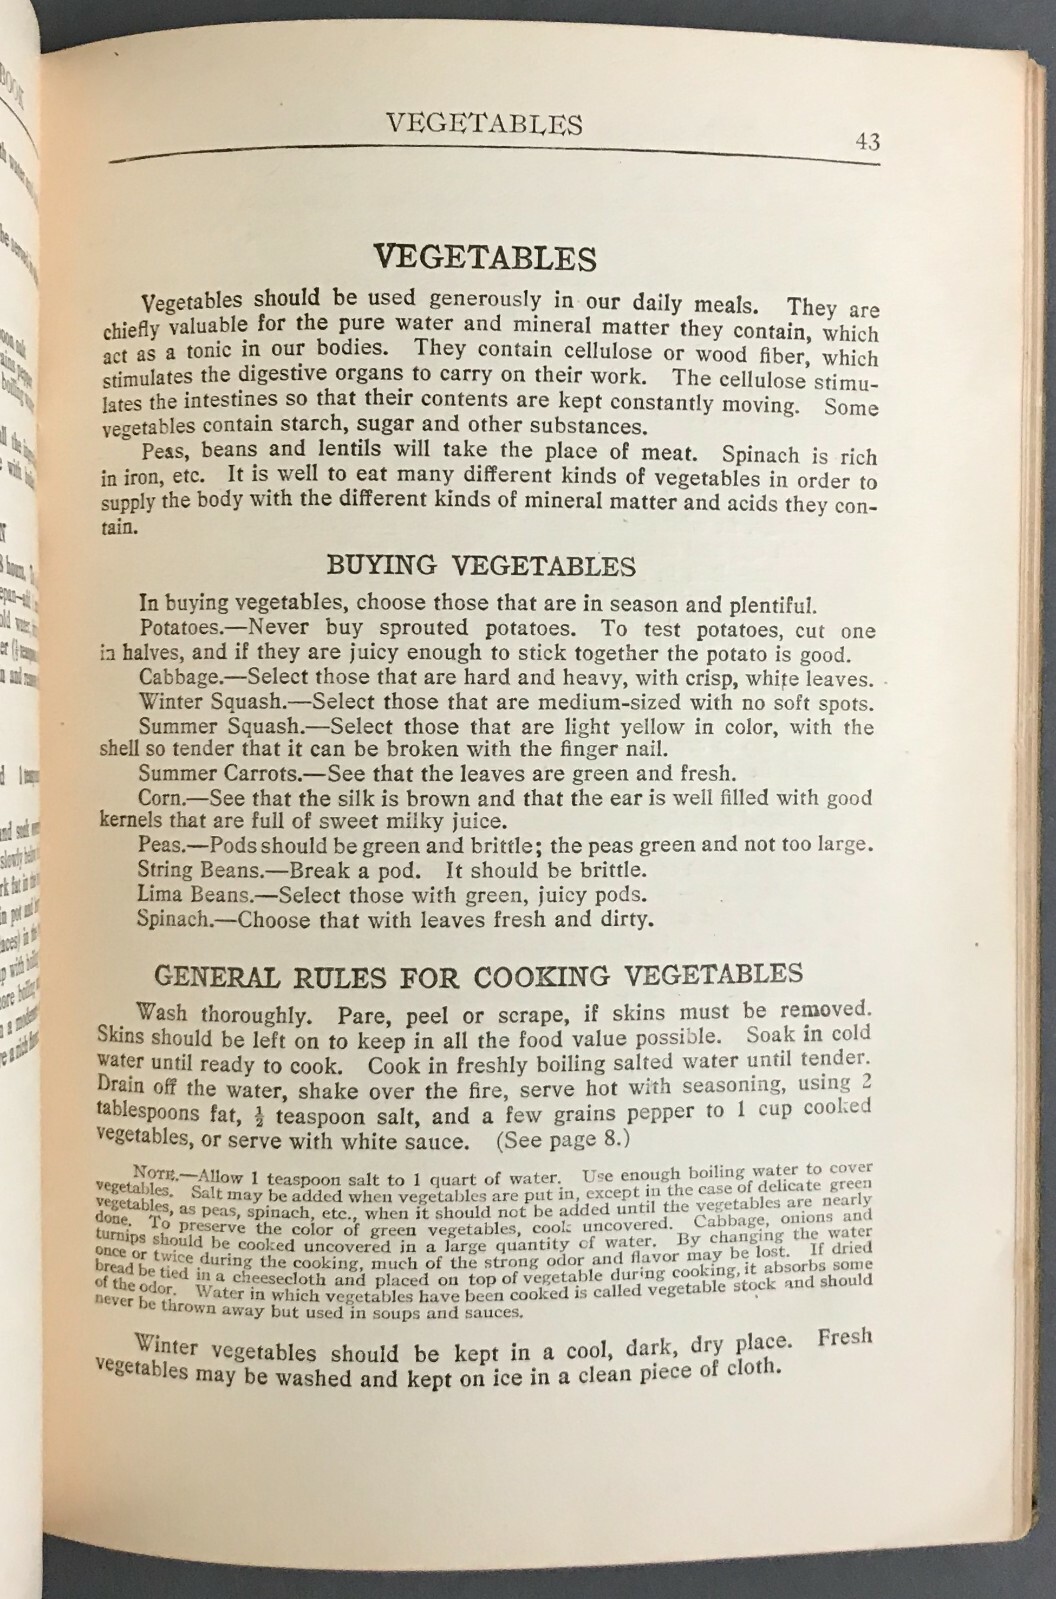 BOOK
VEGETABLES
43
VEGETABLES
Vegetables should be used generously in our daily meals. They are
chiefly valuable for the pure water and mineral matter they contain, which
act as a tonic in our bodies. They contain cellulose or wood fiber, which
stimulates the digestive organs to carry on their work. The cellulose stimu-
lates the intestines so that their contents are kept constantly moving. Some
vegetables contain starch, sugar and other substances.
Peas, beans and lentils will take the place of meat. Spinach is rich
in iron, etc. It is well to eat many different kinds of vegetables in order to
supply the body with the different kinds of mineral matter and acids they con-
tain.
BUYING VEGETABLES
In buying vegetables, choose those that are in season and plentiful.
Potatoes.—Never buy sprouted potatoes. To test potatoes, cut one
in halves, and if they are juicy enough to stick together the potato is good.
Cabbage.—Select those that are hard and heavy, with crisp, white leaves.
Winter Squash.—Select those that are medium-sized with no soft spots.
Summer Squash.—Select those that are light yellow in color, with the
shell so tender that it can be broken with the finger nail.
Summer Carrots.—See that the leaves are green and fresh.
Corn.—See that the silk is brown and that the ear is well filled with good
kernels that are full of sweet milky juice.
Peas.—Pods should be green and brittle; the peas green and not too large.
String Beans.—Break a pod. It should be brittle.
Lima Beans.—Select those with green, juicy pods.
Spinach.—Choose that with leaves fresh and dirty.
GENERAL RULES FOR COOKING VEGETABLES
Wash thoroughly. Pare, peel or scrape, if skins must be removed.
Skins should be left on to keep in all the food value possible. Soak in cold
water until ready to cook. Cook in freshly boiling salted water until tender.
Drain off the water, shake over the fire, serve hot with seasoning, using 2
tablespoons fat, ½ teaspoon salt, and a few grains pepper to 1 cup cooked
vegetables, or serve with white sauce. (See page 8.)
NOTE.—Allow 1 teaspoon salt to 1 quart of water. Use enough boiling water to cover
vegetables. Salt may be added when vegetables are put in, except in the case of delicate green
vegetables, as peas, spinach, etc., when it should not be added until the vegetables are nearly
done. To preserve the color of green vegetables, cook uncovered. Cabbage, onions and
turnips should be cooked uncovered in a large quantity of water. By changing the water
once or twice during the cooking, much of the strong odor and flavor may be lost. If dried
bread be tied in a cheesecloth and placed on top of vegetable during cooking, it absorbs some
of the odor. Water in which vegetables have been cooked is called vegetable stock and should
never be thrown away but used in soups and sauces.
Winter vegetables should be kept in a cool, dark, dry place. Fresh
vegetables may be washed and kept on ice in a clean piece of cloth.